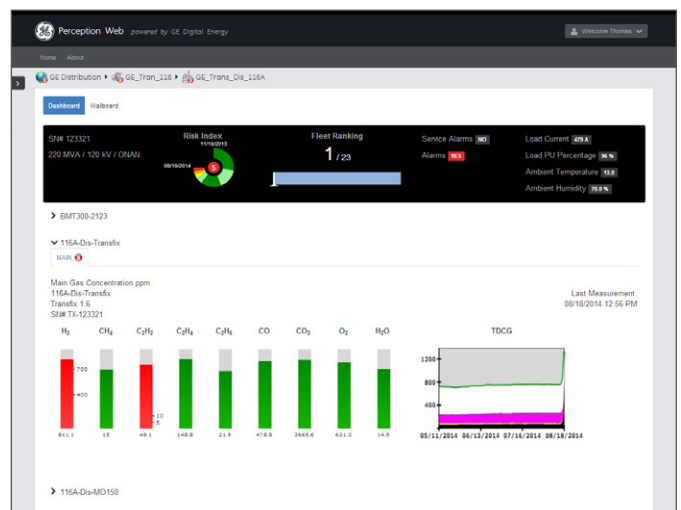 Perception Web powered by GE Digital Energy
Welcome Thomas
Home About
GE Distribution GE_Tran_116 GE_Trans_Dis_116A
Dashboard Wallboard
SN# 123321
220 MVA / 120 kV / ONAN
Risk Index
11/15/2013
08/18/2014
5
Fleet Ranking
1 / 23
Service Alarms NO
Alarms YES
Load Current 479 A
Load PU Percentage 36 %
Ambient Temperature 13.0
Ambient Humidity 70.0 %
BMT300-2123
116A-Dis-Transfix
MAIN
Main Gas Concentration ppm
116A-Dis-Transfix
Transfix 1.6
SN# TX-123321
Last Measurement
08/18/2014 12:56 PM
H₂ CH₄ C₂H₂ C₂H₄ C₂H₆ CO CO₂ O₂ H₂O
700
400
10
5
811.1 15 49.1 148.8 21.9 478.8 3665.6 631.3 14.5
TDCG
1200
800
400
05/11/2014 06/13/2014 07/16/2014 08/18/2014
116A-Dis-MO150